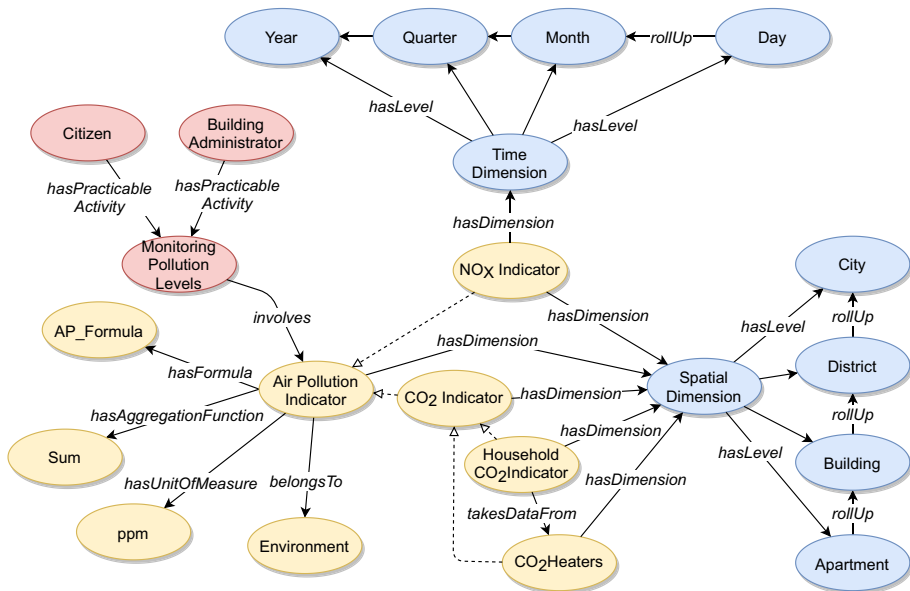 Year
Quarter
Month
rollUp
Day
hasLevel
hasLevel
Citizen
Building
Administrator
Time
Dimension
hasPracticable
Activity
hasPracticable
Activity
hasDimension
Monitoring
Pollution
Levels
NOX Indicator
City
involves
hasDimension
hasLevel
rollUp
AP_Formula
hasDimension
hasFormula
Air Pollution
Indicator
CO2 Indicator
hasDimension
Spatial
Dimension
District
hasAggregationFunction
rollUp
Sum
hasDimension
Household
CO2Indicator
hasLevel
Building
hasUnitOfMeasure
belongsTo
hasDimension
takesDataFrom
rollUp
ppm
Environment
CO2Heaters
Apartment